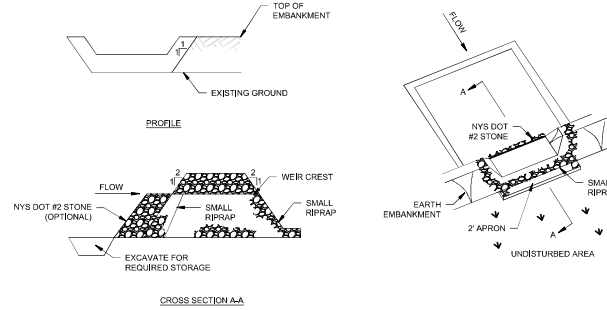 TOP OF
EMBANKMENT
1
1
EXISTING GROUND
PROFILE
FLOW
2
1
2
1
WEIR CREST
NYS DOT #2 STONE
(OPTIONAL)
SMALL
RIPRAP
SMALL
RIPRAP
EXCAVATE FOR
REQUIRED STORAGE
CROSS SECTION A-A
FLOW
A
NYS DOT
#2 STONE
EARTH
EMBANKMENT
2' APRON
A
UNDISTURBED AREA